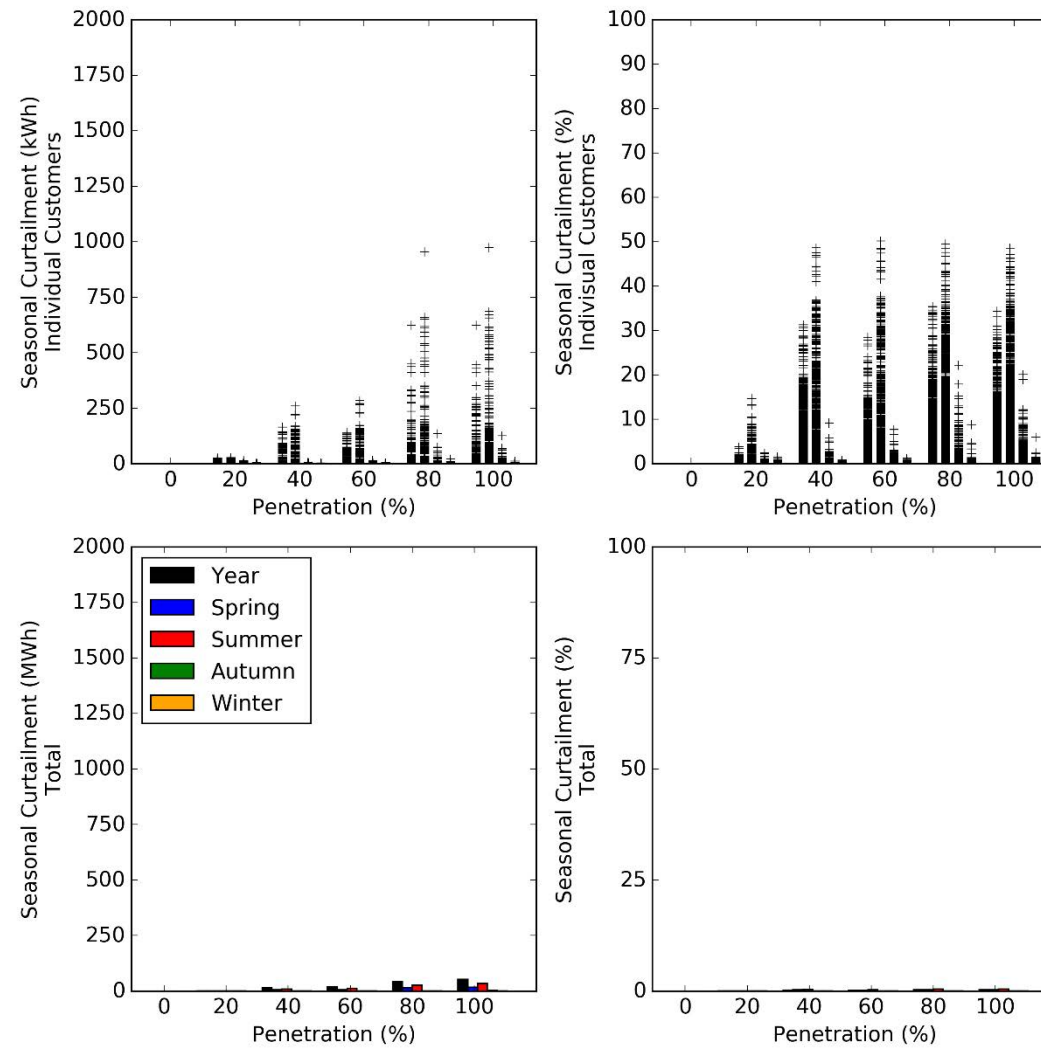 2000
1750
1500
1250
1000
750
500
250
0
Seasonal Curtailment (kWh)
Individual Customers
0 20 40 60 80 100
Penetration (%)
100
90
80
70
60
50
40
30
20
10
0
Seasonal Curtailment (%)
Indivisual Customers
0 20 40 60 80 100
Penetration (%)
2000
1750
1500
1250
1000
750
500
250
0
Seasonal Curtailment (MWh)
Total
Year
Spring
Summer
Autumn
Winter
0 20 40 60 80 100
Penetration (%)
100
75
50
25
0
Seasonal Curtailment (%)
Total
0 20 40 60 80 100
Penetration (%)